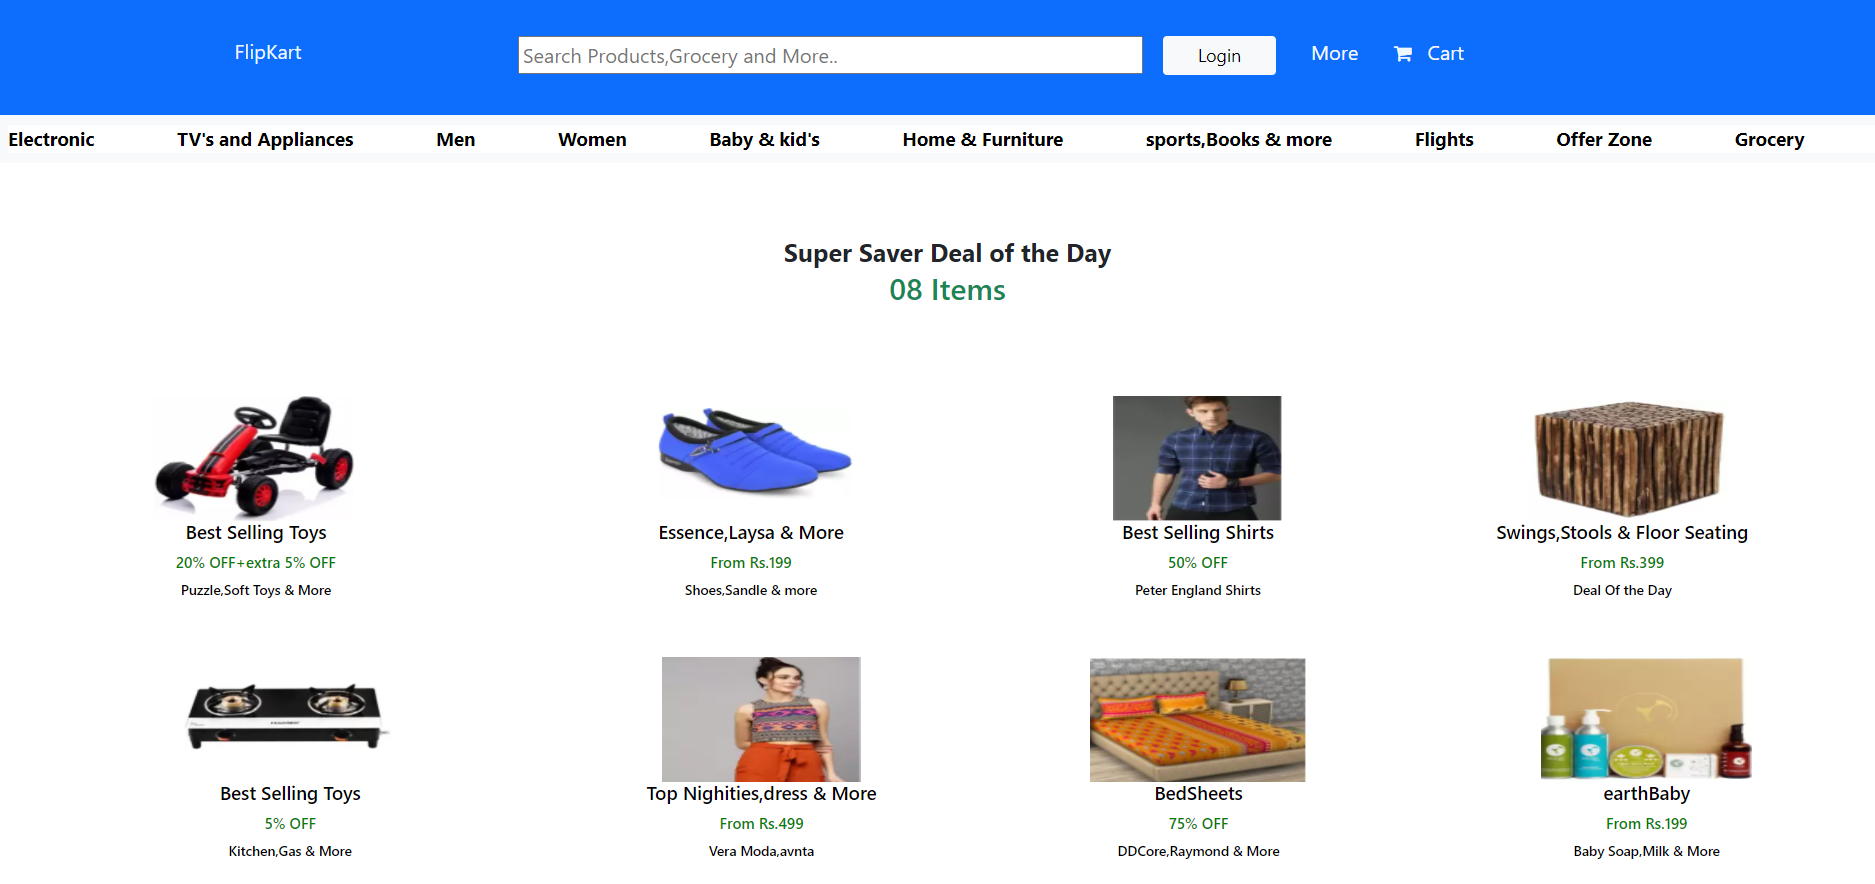 FlipKart
Search Products,Grocery and More..
Login
More
Cart
Electronic
TV's and Appliances
Men
Women
Baby & kid's
Home & Furniture
sports,Books & more
Flights
Offer Zone
Grocery
Super Saver Deal of the Day
08 Items
Best Selling Toys
20% OFF+extra 5% OFF
Puzzle,Soft Toys & More
Essence,Laysa & More
From Rs.199
Shoes,Sandle & more
Best Selling Shirts
50% OFF
Peter England Shirts
Swings,Stools & Floor Seating
From Rs.399
Deal Of the Day
Best Selling Toys
5% OFF
Kitchen,Gas & More
Top Nighities,dress & More
From Rs.499
Vera Moda,avnta
BedSheets
75% OFF
DDCore,Raymond & More
earthBaby
From Rs.199
Baby Soap,Milk & More